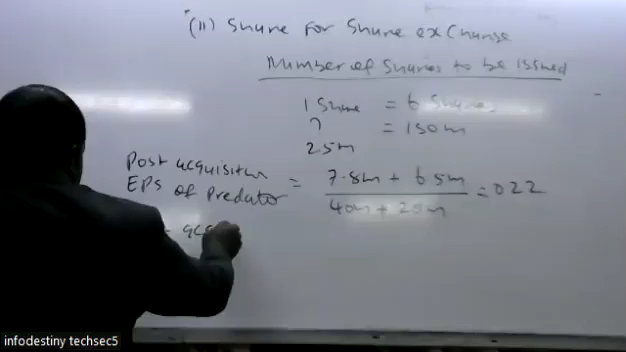 (ii) Share for Share exchange
Number of Shares to be issued
1 Share = 6 Shares
? = 150m
25m
Post acquisition
EPS of Predator = 7.8m + 6.5m = 0.22
40m + 25m
infodestiny techsec5